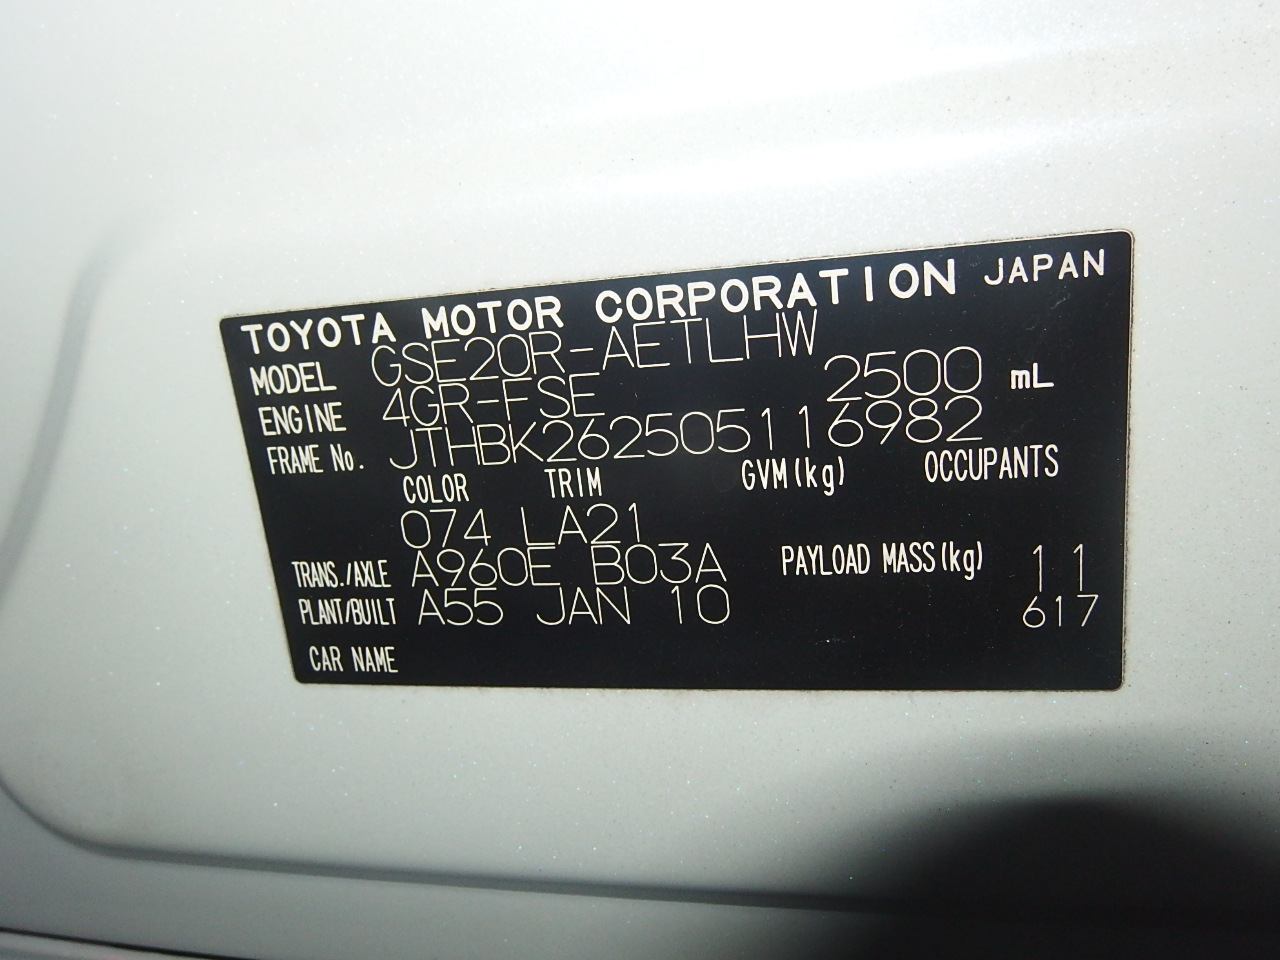 TOYOTA MOTOR CORPORATION JAPAN
MODEL GSE20R-AETLHW
ENGINE 4GR-FSE 2500 mL
FRAME No. JTHBK262505116982
COLOR TRIM GVM(kg) OCCUPANTS
074 LA21
TRANS./AXLE A960E B03A PAYLOAD MASS(kg) 11
PLANT/BUILT A55 JAN 10 617
CAR NAME